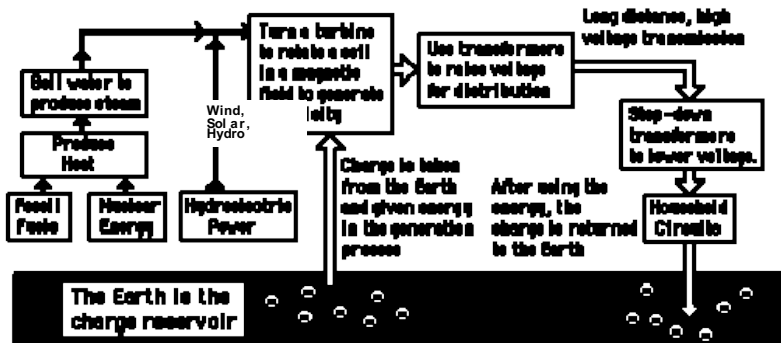 Long distance, high
voltage transmission
Turn a turbine
to rotate a coil
in a magnetic
field to generate
icity
Use transformers
to raise voltage
for distribution
Boil water to
produce steam
Wind,
Solar,
Hydro
Produce
Heat
Step-down
transformers
to lower voltage.
Fossil
Fuels
Nuclear
Energy
Hydroelectric
Power
Charge is taken
from the Earth
and given energy
in the generation
process
After using the
energy, the
charge is returned
to the Earth
Household
Circuits
The Earth is the
charge reservoir